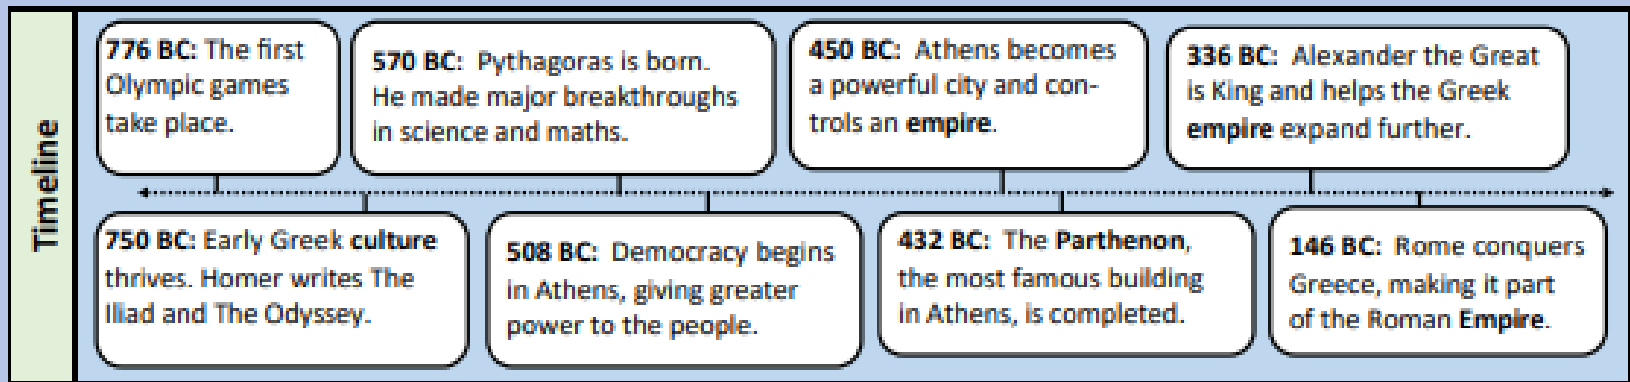 Timeline
776 BC: The first
Olympic games
take place.
570 BC: Pythagoras is born.
He made major breakthroughs
in science and maths.
450 BC: Athens becomes
a powerful city and con-
trols an empire.
336 BC: Alexander the Great
is King and helps the Greek
empire expand further.
750 BC: Early Greek culture
thrives. Homer writes The
Iliad and The Odyssey.
508 BC: Democracy begins
in Athens, giving greater
power to the people.
432 BC: The Parthenon,
the most famous building
in Athens, is completed.
146 BC: Rome conquers
Greece, making it part
of the Roman Empire.